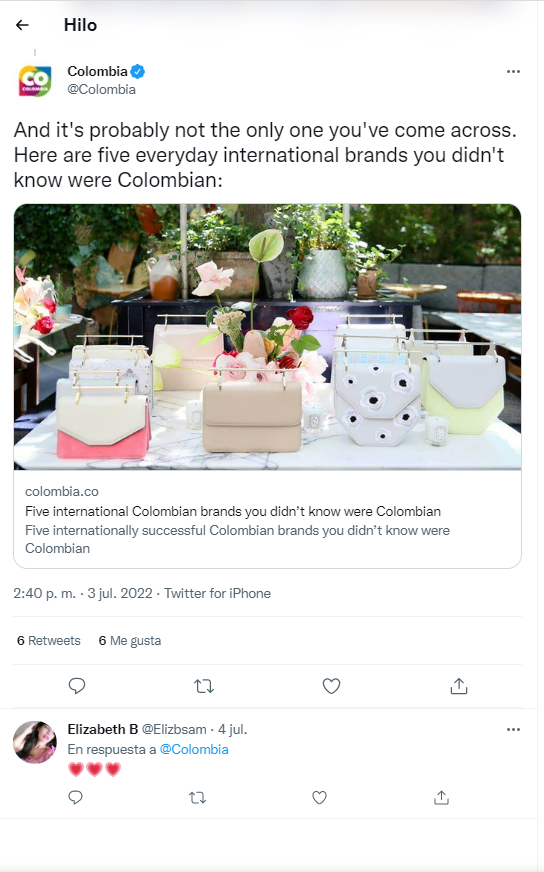 Hilo
CO
COLOMBIA
Colombia
@Colombia
And it's probably not the only one you've come across.
Here are five everyday international brands you didn't
know were Colombian:
colombia.co
Five international Colombian brands you didn’t know were Colombian
Five internationally successful Colombian brands you didn’t know were
Colombian
2:40 p. m. · 3 jul. 2022 · Twitter for iPhone
6 Retweets 6 Me gusta
Elizabeth B @Elizbsam · 4 jul.
En respuesta a @Colombia